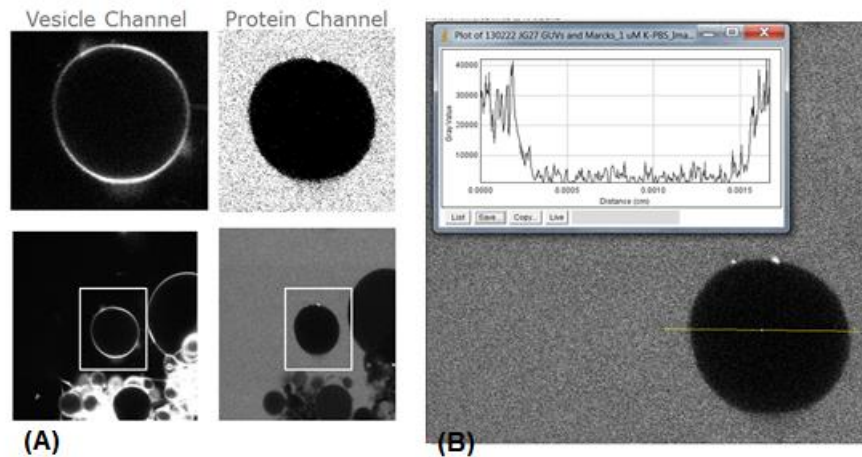 Vesicle Channel
Protein Channel
(A)
Plot of 130222 JG27 GUVs and Marcks_1 uM K-PBS_Ima...
40000
30000
20000
10000
Gray Value
0.0000
0.0005
0.0010
0.0015
Distance (cm)
List
Save...
Copy...
Live
(B)